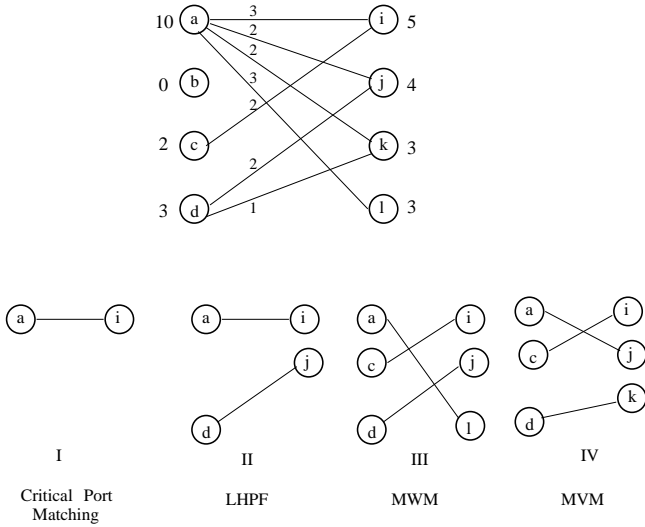 10 a 3 i 5
2
2
0 b 3 j 4
2
2 c k 3
2
3 d 1 l 3
a i a i a i a i
j c j c j
k
d d l d
I II III IV
Critical Port Matching LHPF MWM MVM